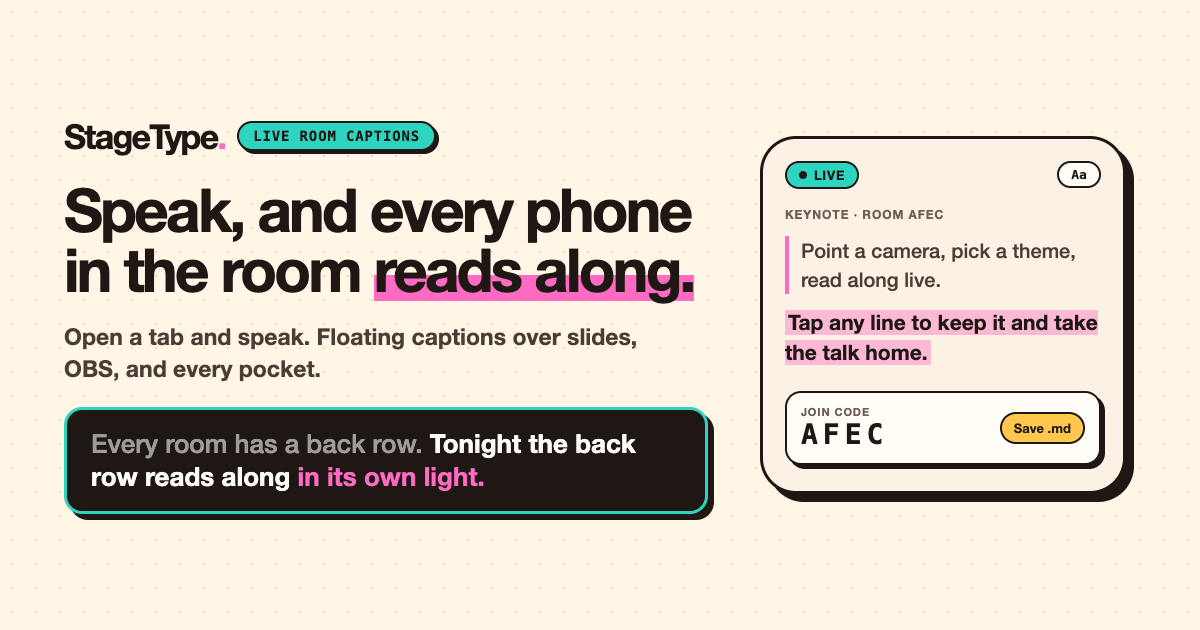 StageType.
LIVE ROOM CAPTIONS
Speak, and every phone
in the room reads along.
Open a tab and speak. Floating captions over slides,
OBS, and every pocket.
Every room has a back row. Tonight the back
row reads along in its own light.
LIVE
Aa
KEYNOTE · ROOM AFEC
Point a camera, pick a theme,
read along live.
Tap any line to keep it and take
the talk home.
JOIN CODE
AFEC
Save .md